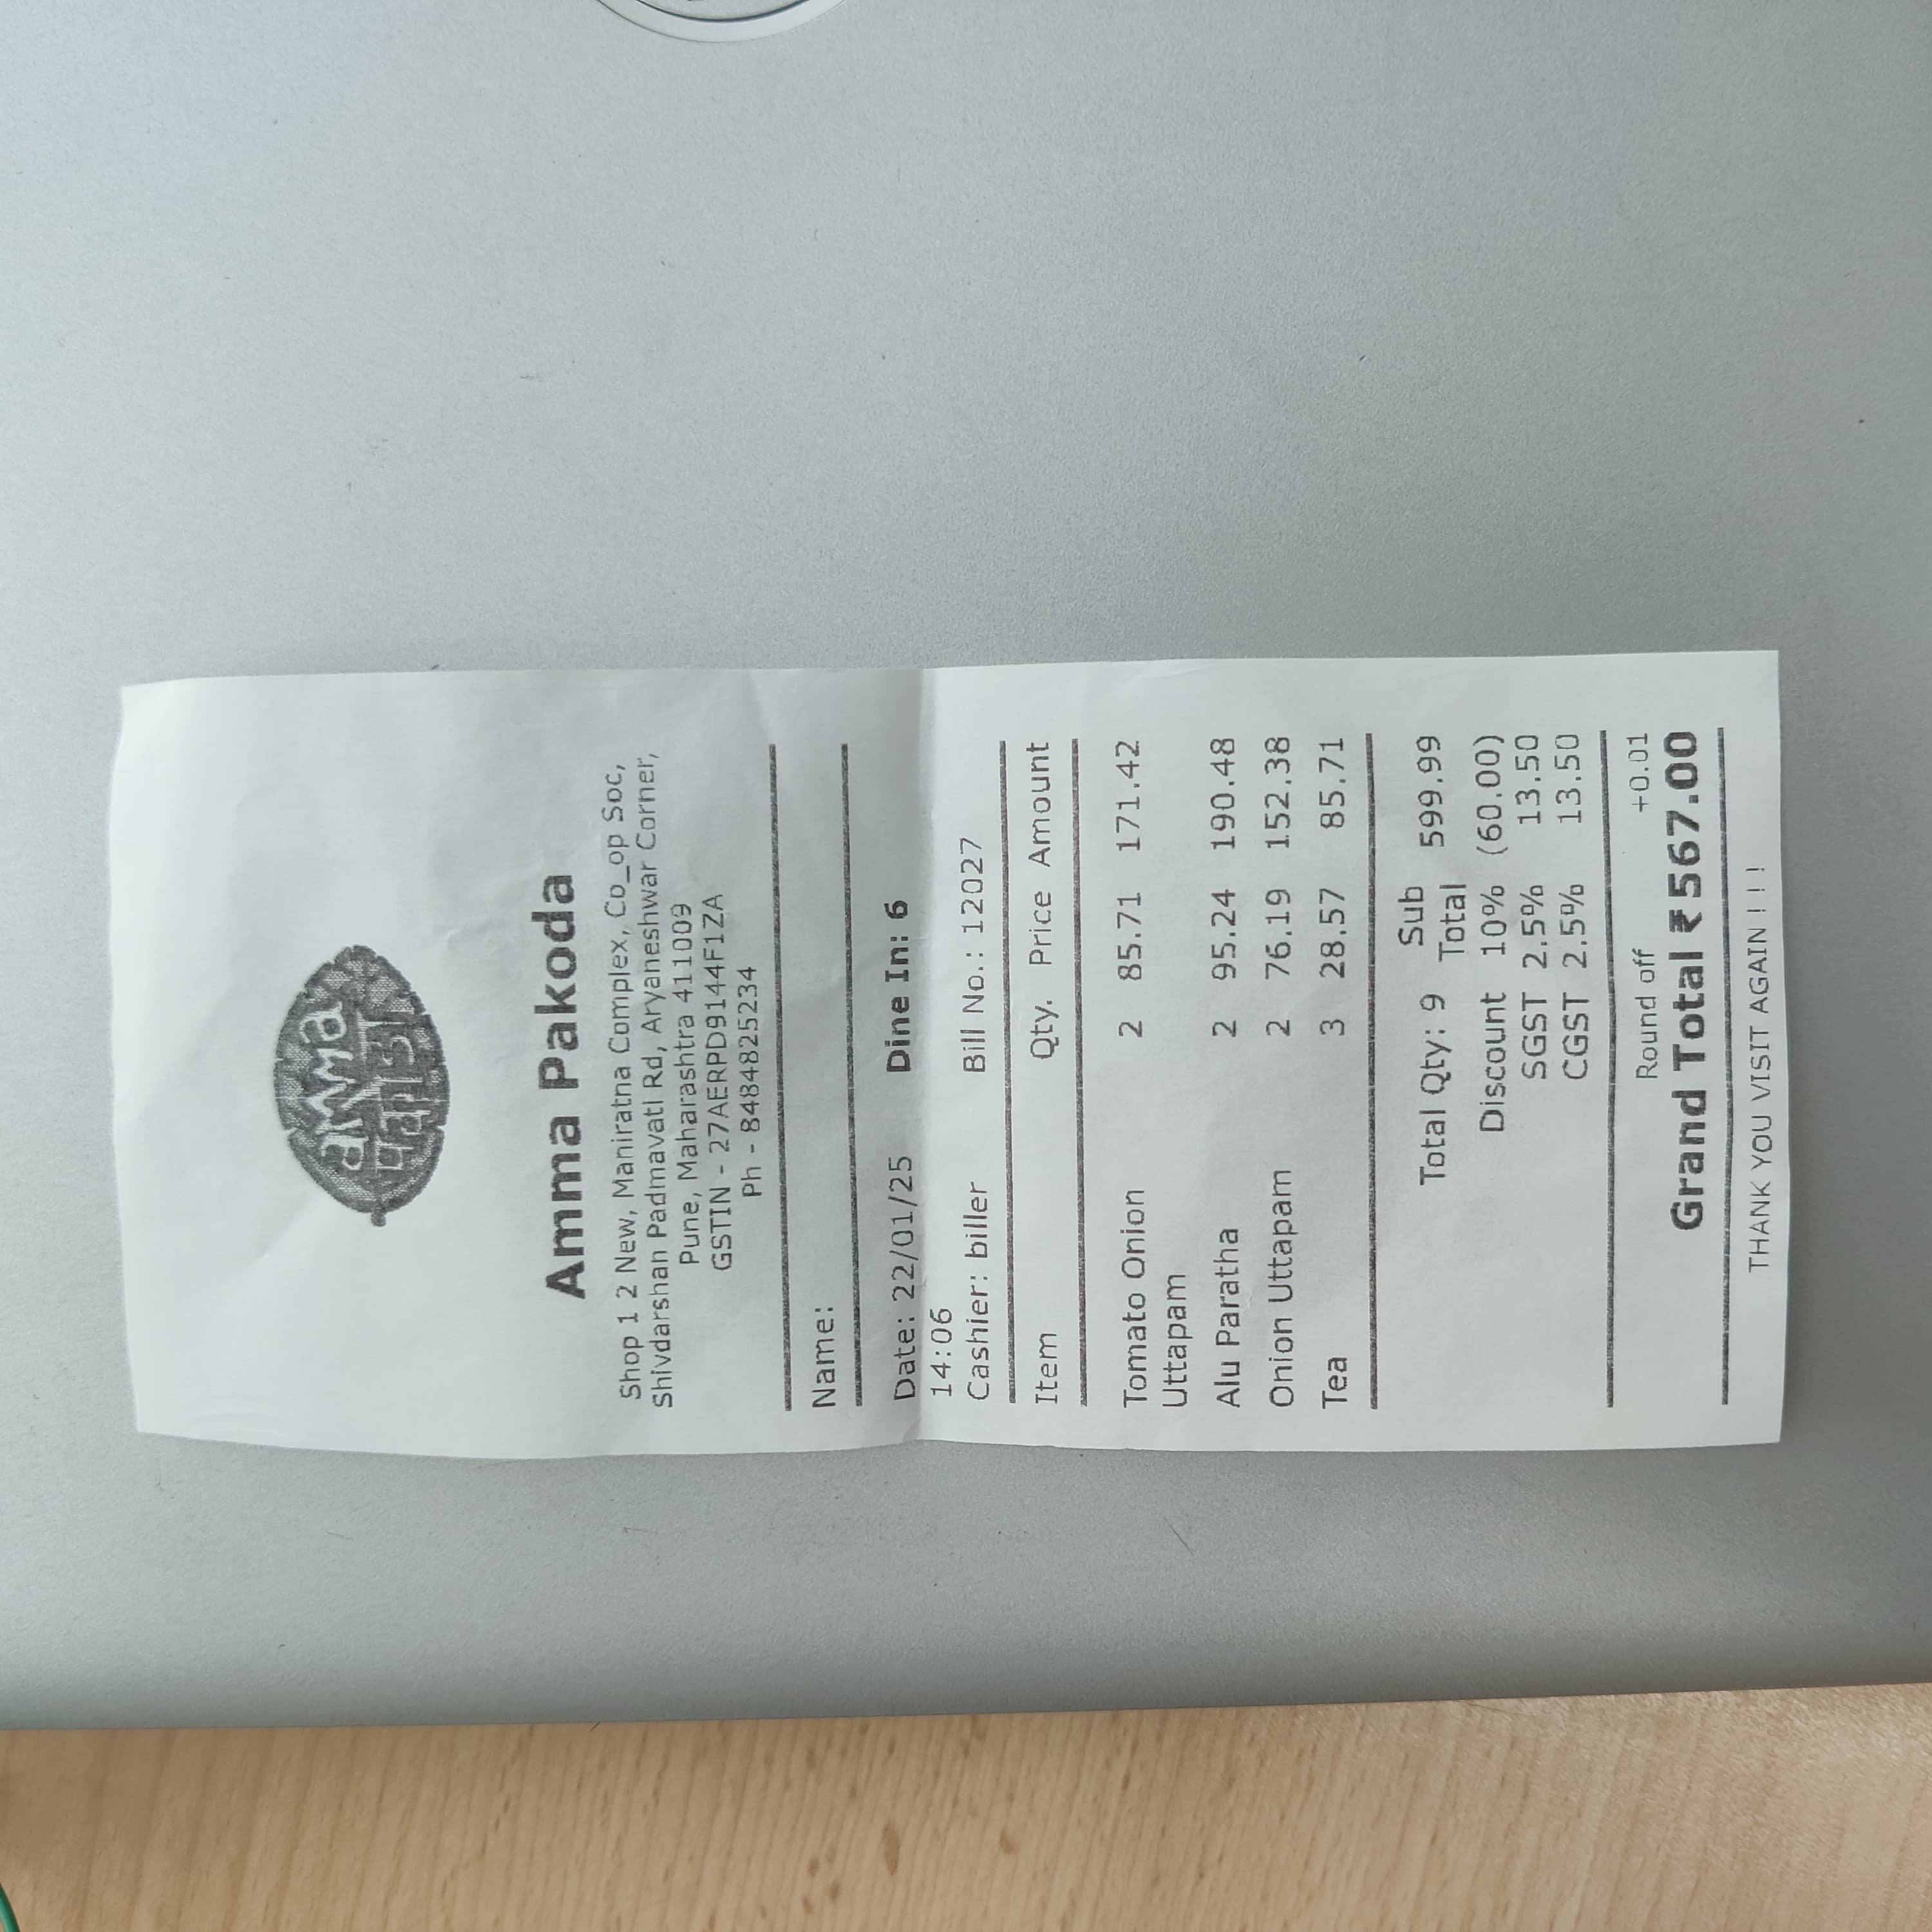 amma
पकोडा
Amma Pakoda
Shop 1 2 New, Maniratna Complex, Co_op Soc,
Shivdarshan Padmavati Rd, Aryaneshwar Corner,
Pune, Maharashtra 411009
GSTIN - 27AERPD9144F1ZA
Ph - 8484825234
Name:
Date: 22/01/25 Dine In: 6
14:06
Cashier: biller Bill No.: 12027
Item Qty. Price Amount
Tomato Onion 2 85.71 171.42
Uttapam
Alu Paratha 2 95.24 190.48
Onion Uttapam 2 76.19 152.38
Tea 3 28.57 85.71
Total Qty: 9 Sub Total 599.99
Discount 10% (60.00)
SGST 2.5% 13.50
CGST 2.5% 13.50
Round off +0.01
Grand Total ₹567.00
THANK YOU VISIT AGAIN ! ! !